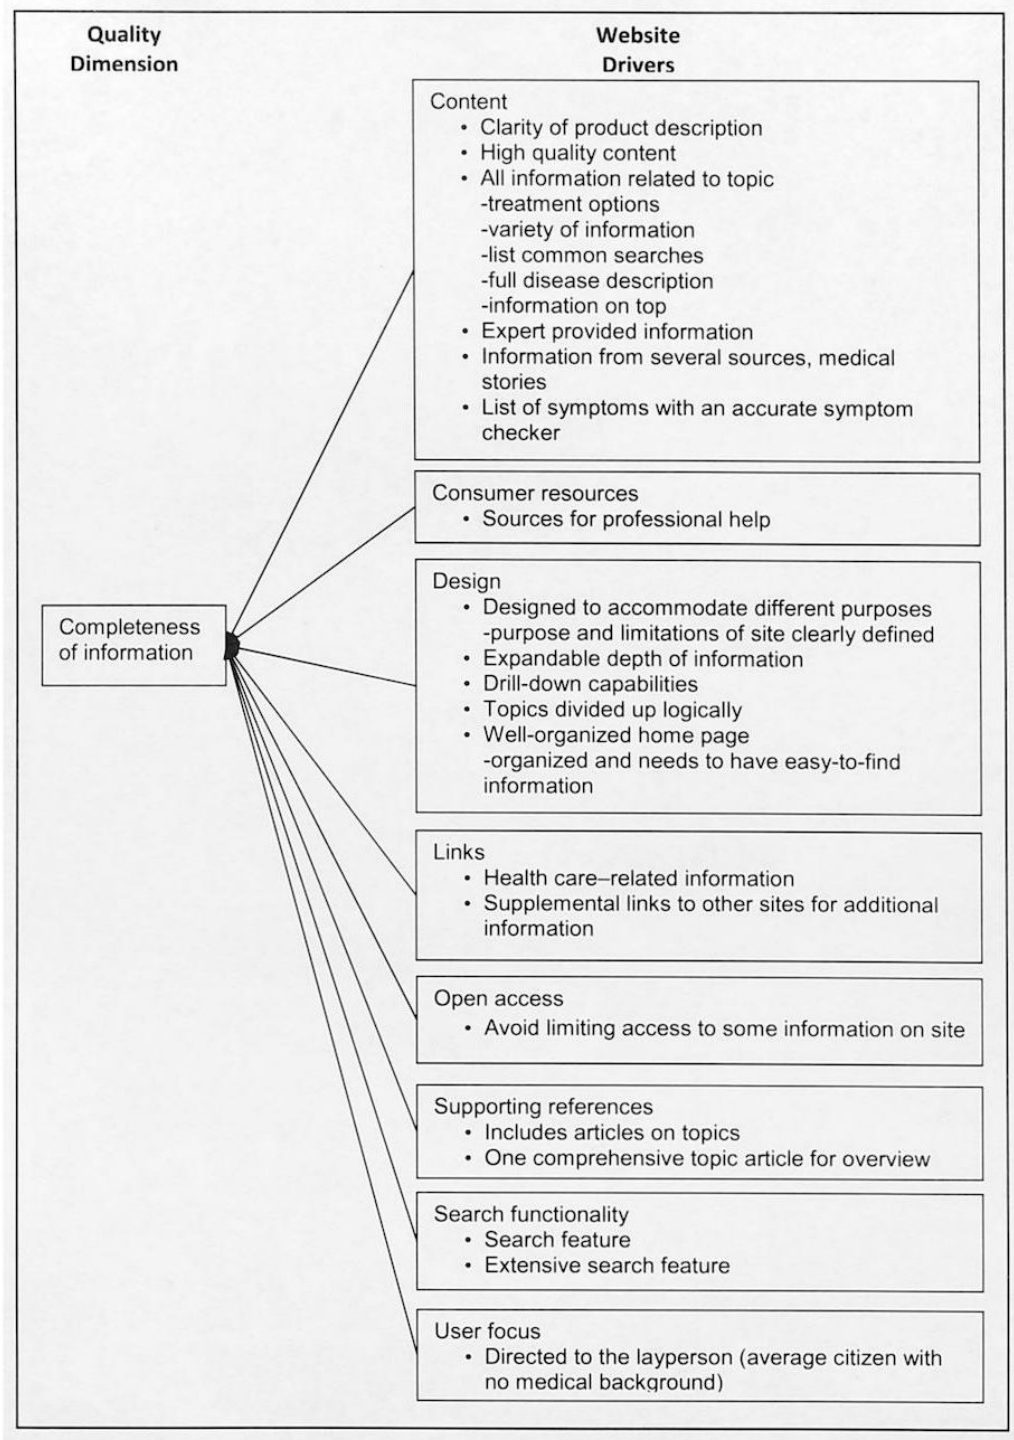 Quality
Dimension
Website
Drivers
Content
• Clarity of product description
• High quality content
• All information related to topic
-treatment options
-variety of information
-list common searches
-full disease description
-information on top
• Expert provided information
• Information from several sources, medical
stories
• List of symptoms with an accurate symptom
checker
Consumer resources
• Sources for professional help
Completeness
of information
Design
• Designed to accommodate different purposes
-purpose and limitations of site clearly defined
• Expandable depth of information
• Drill-down capabilities
• Topics divided up logically
• Well-organized home page
-organized and needs to have easy-to-find
information
Links
• Health care–related information
• Supplemental links to other sites for additional
information
Open access
• Avoid limiting access to some information on site
Supporting references
• Includes articles on topics
• One comprehensive topic article for overview
Search functionality
• Search feature
• Extensive search feature
User focus
• Directed to the layperson (average citizen with
no medical background)